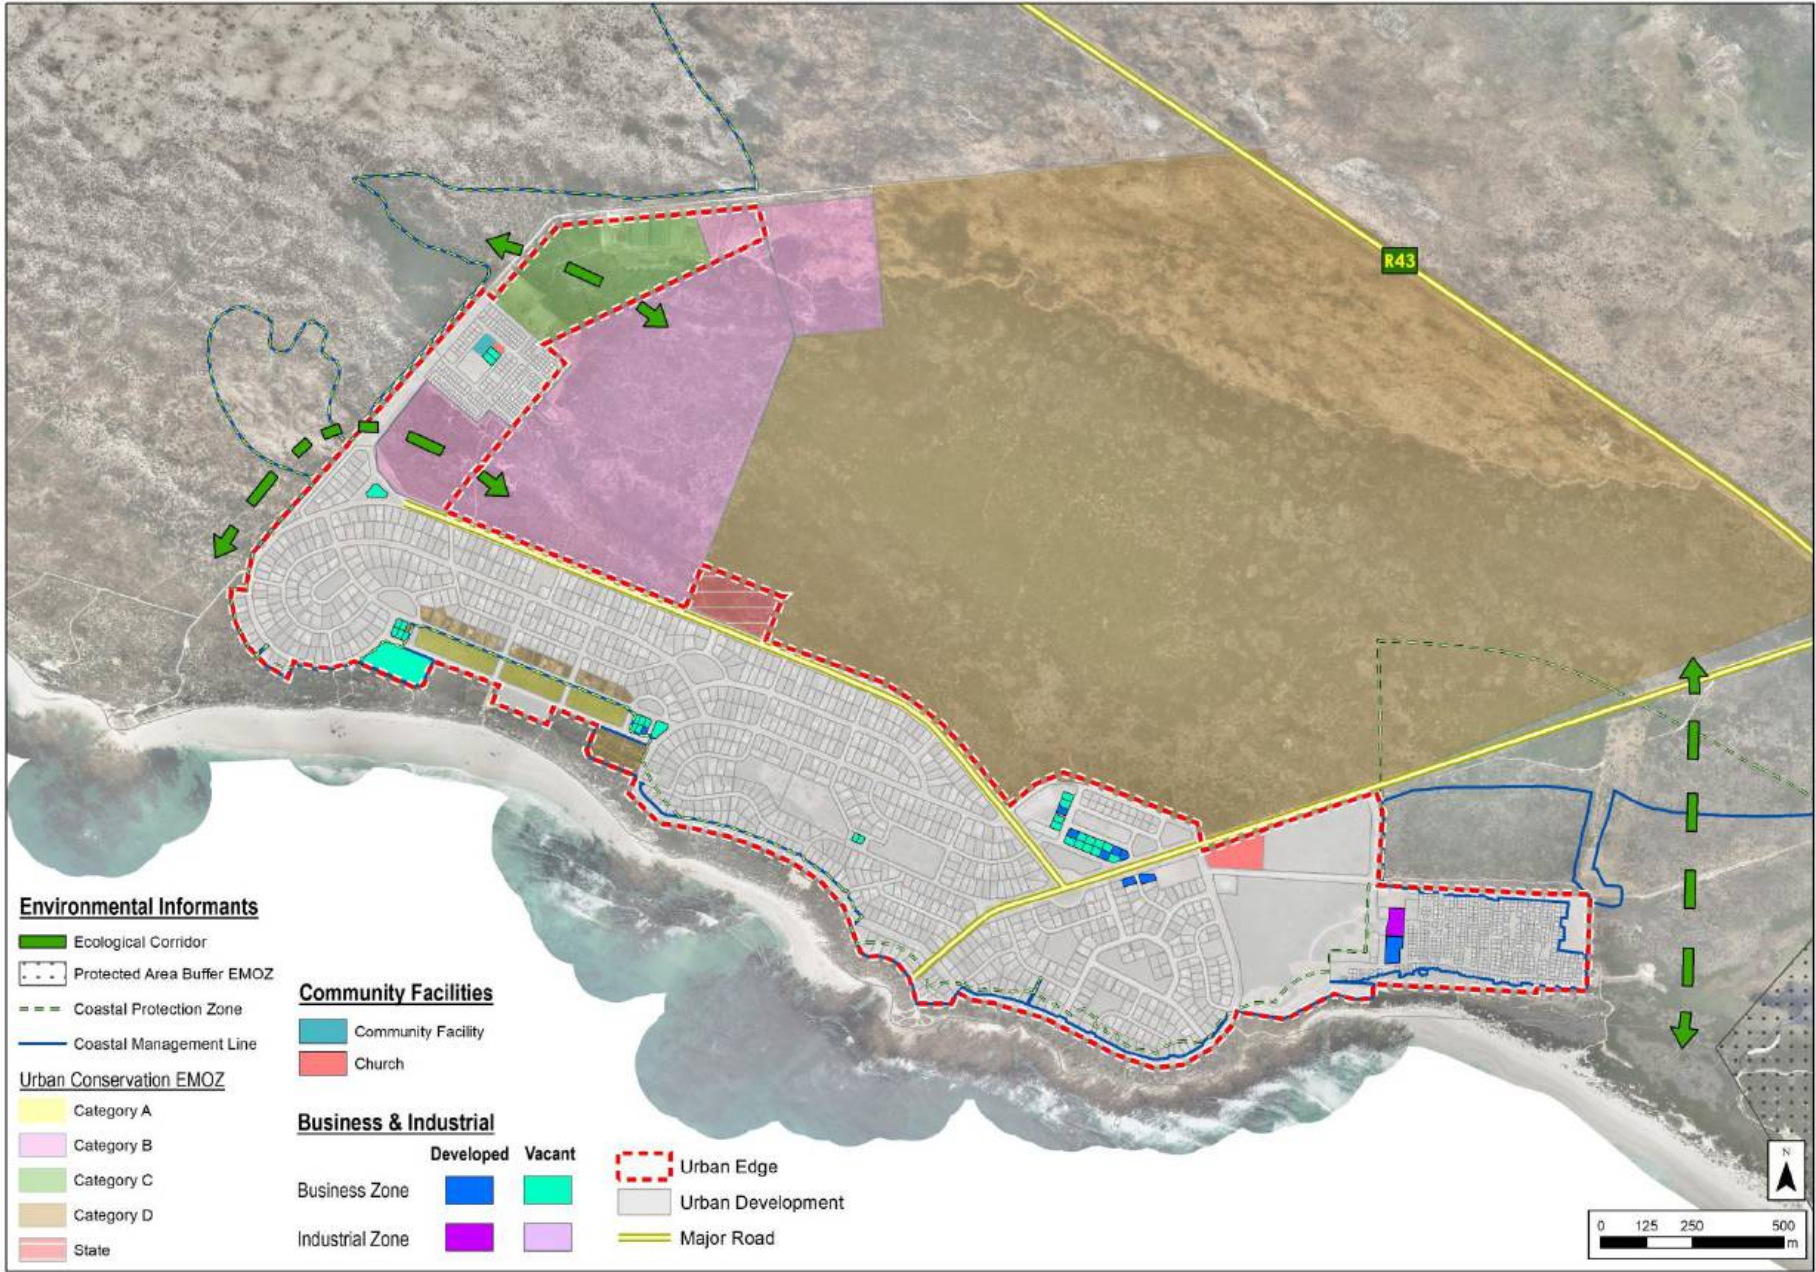 R43
Environmental Informants
Ecological Corridor
Protected Area Buffer EMOZ
Coastal Protection Zone
Coastal Management Line
Urban Conservation EMOZ
Category A
Category B
Category C
Category D
State
Community Facilities
Community Facility
Church
Business & Industrial
Developed Vacant
Business Zone
Industrial Zone
Urban Edge
Urban Development
Major Road
N
0 125 250 500
m